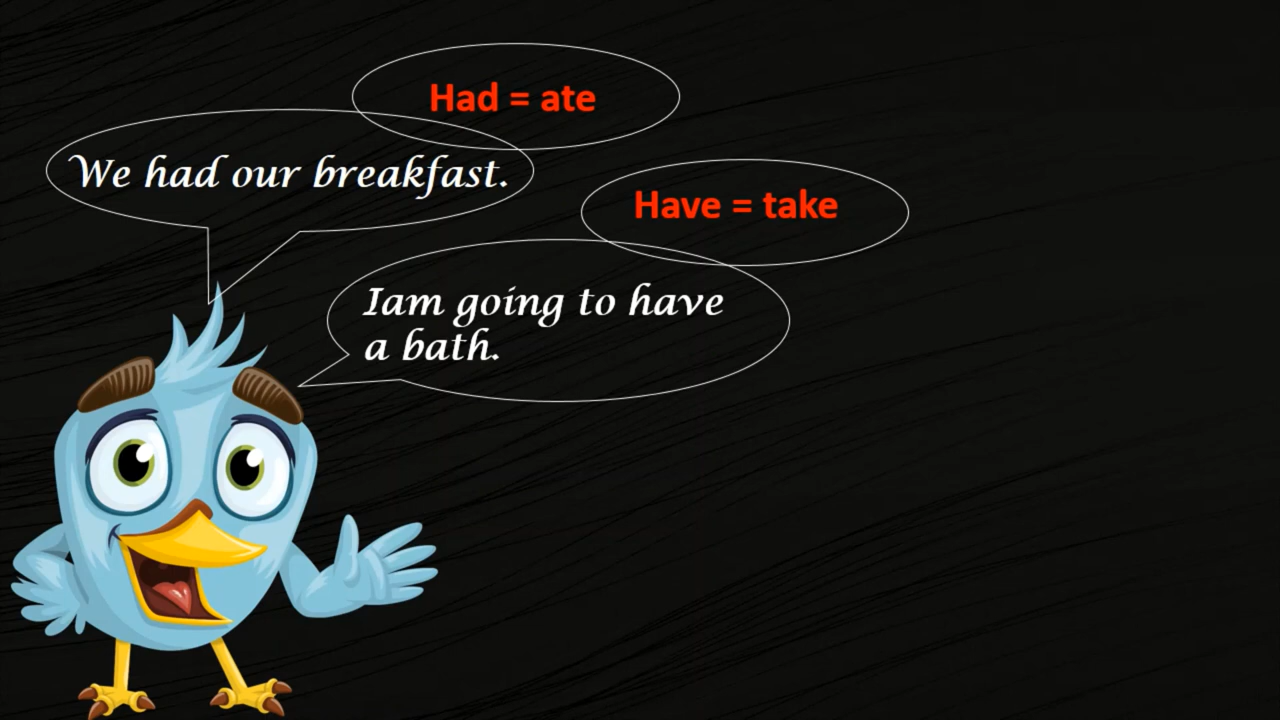 Had = ate
We had our breakfast.
Have = take
Iam going to have
a bath.